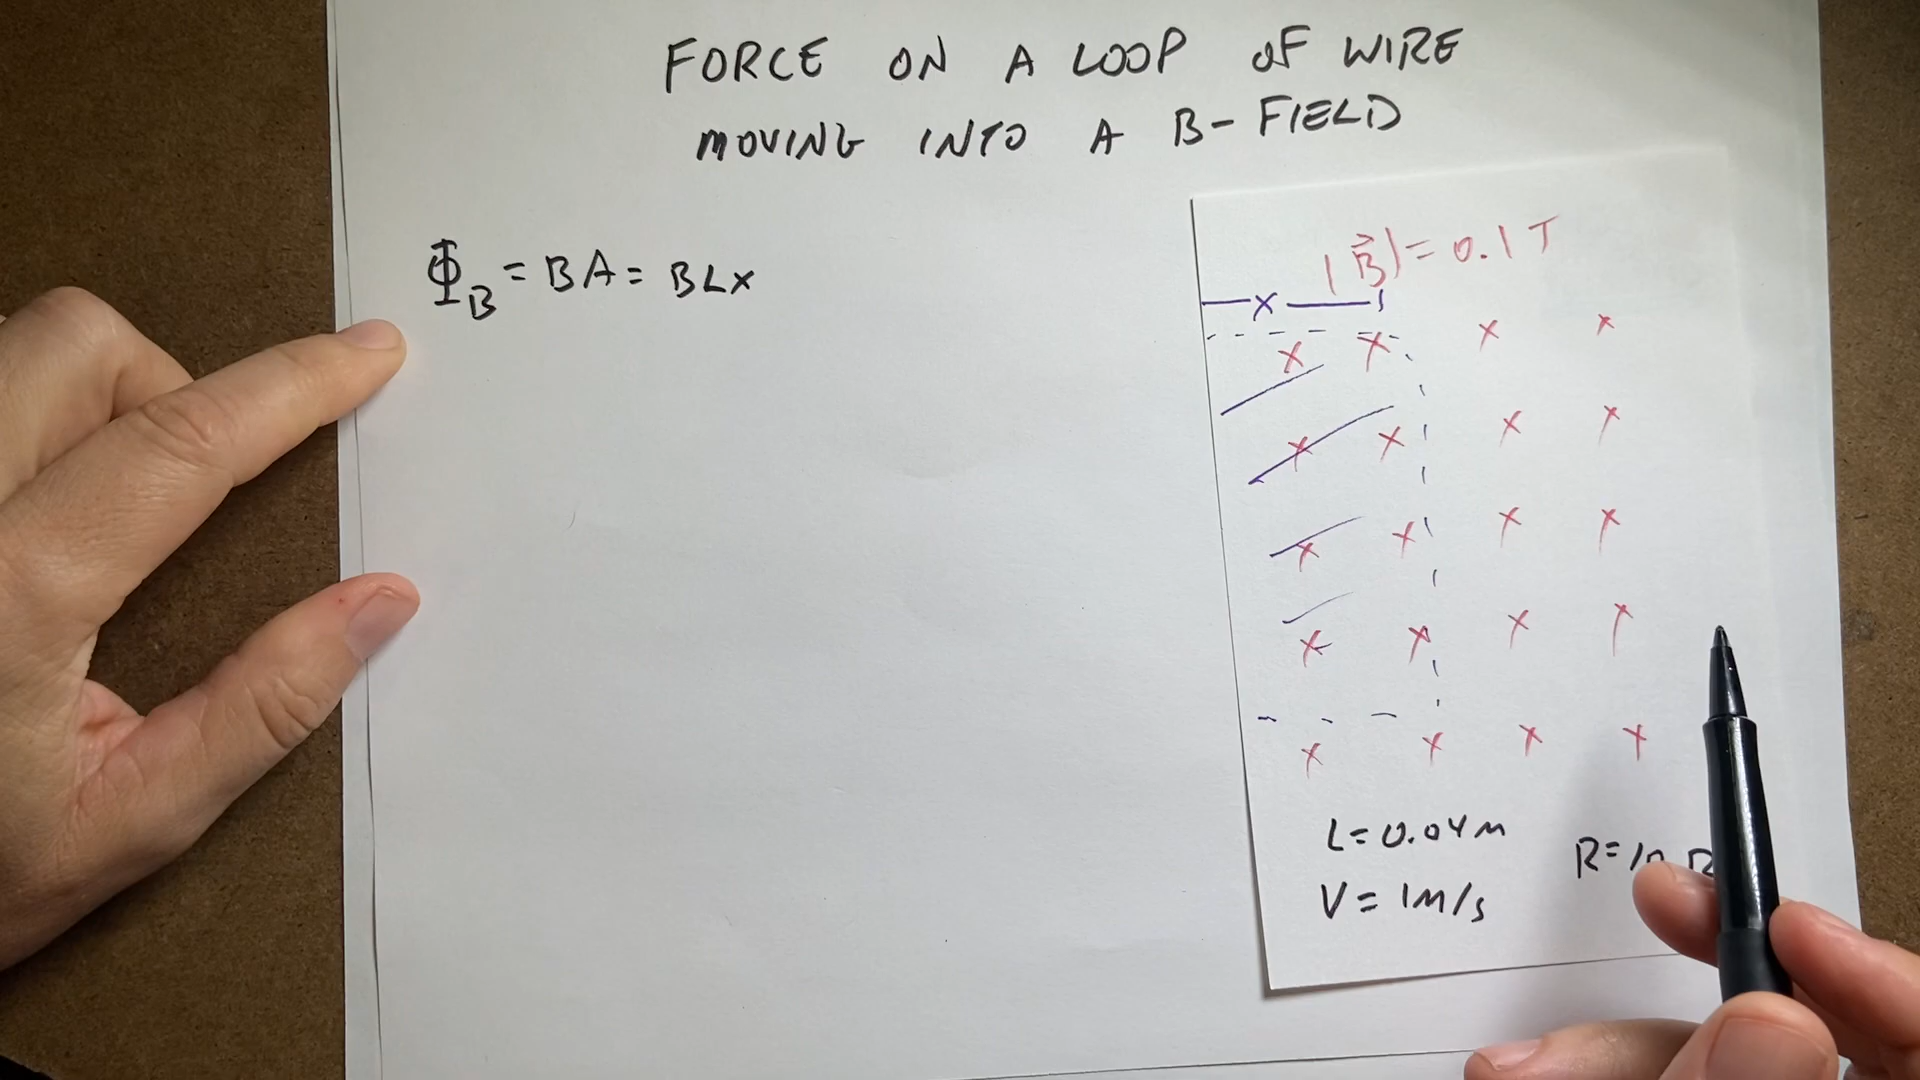 FORCE ON A LOOP OF WIRE
MOVING INTO A B-FIELD
Φ_B = BA = BLx
|B⃗| = 0.1 T
x
x x x x
x x x x
x x x x
x x x x
x x x x
L = 0.04 m
R =
V = 1 m/s